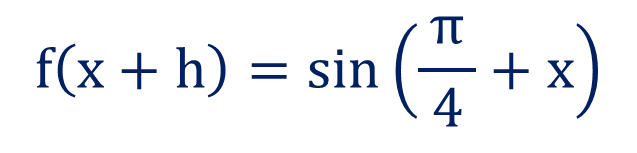 f(x + h) = sin(π/4 + x)